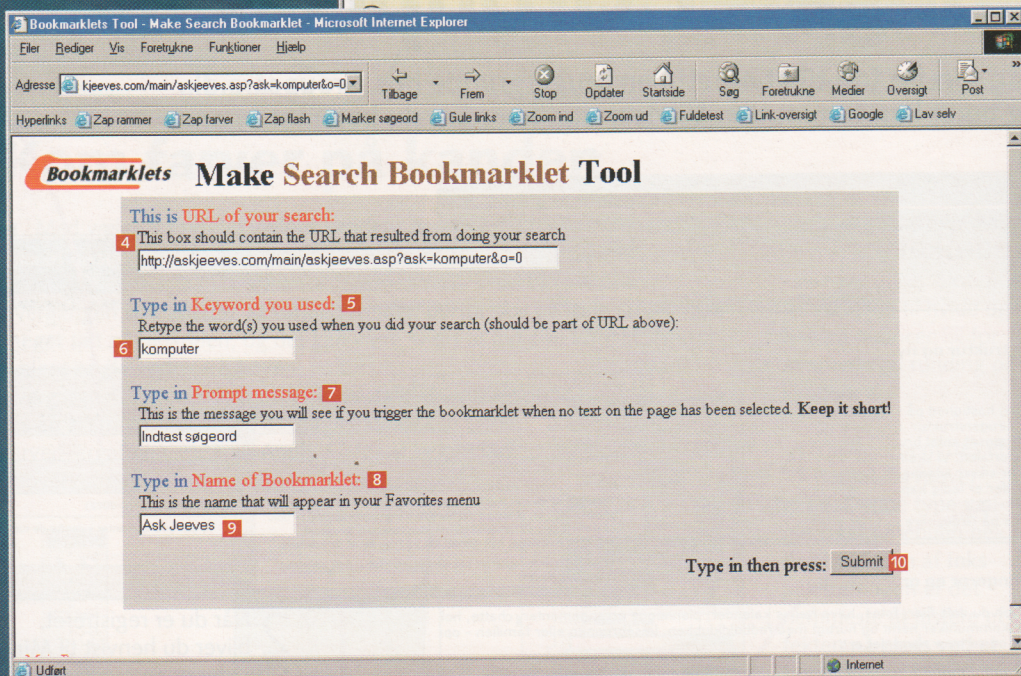 Bookmarklets Tool - Make Search Bookmarklet - Microsoft Internet Explorer
Filer Rediger Vis Foretrukne Funktioner Hjælp
Adresse kjeeves.com/main/askjeeves.asp?ask=komputer&o=0 Tilbage Frem Stop Opdater Startside Søg Foretrukne Medier Oversigt Post »
Hyperlinks Zap rammer Zap farver Zap flash Marker søgeord Gule links Zoom ind Zoom ud Fuldetest Link-oversigt Google Lav selv
Bookmarklets Make Search Bookmarklet Tool
This is URL of your search:
4 This box should contain the URL that resulted from doing your search
http://askjeeves.com/main/askjeeves.asp?ask=komputer&o=0
Type in Keyword you used: 5
Retype the word(s) you used when you did your search (should be part of URL above):
6 komputer
Type in Prompt message: 7
This is the message you will see if you trigger the bookmarklet when no text on the page has been selected. Keep it short!
Indtast søgeord
Type in Name of Bookmarklet: 8
This is the name that will appear in your Favorites menu
Ask Jeeves 9
Type in then press: Submit 10
Udført Internet